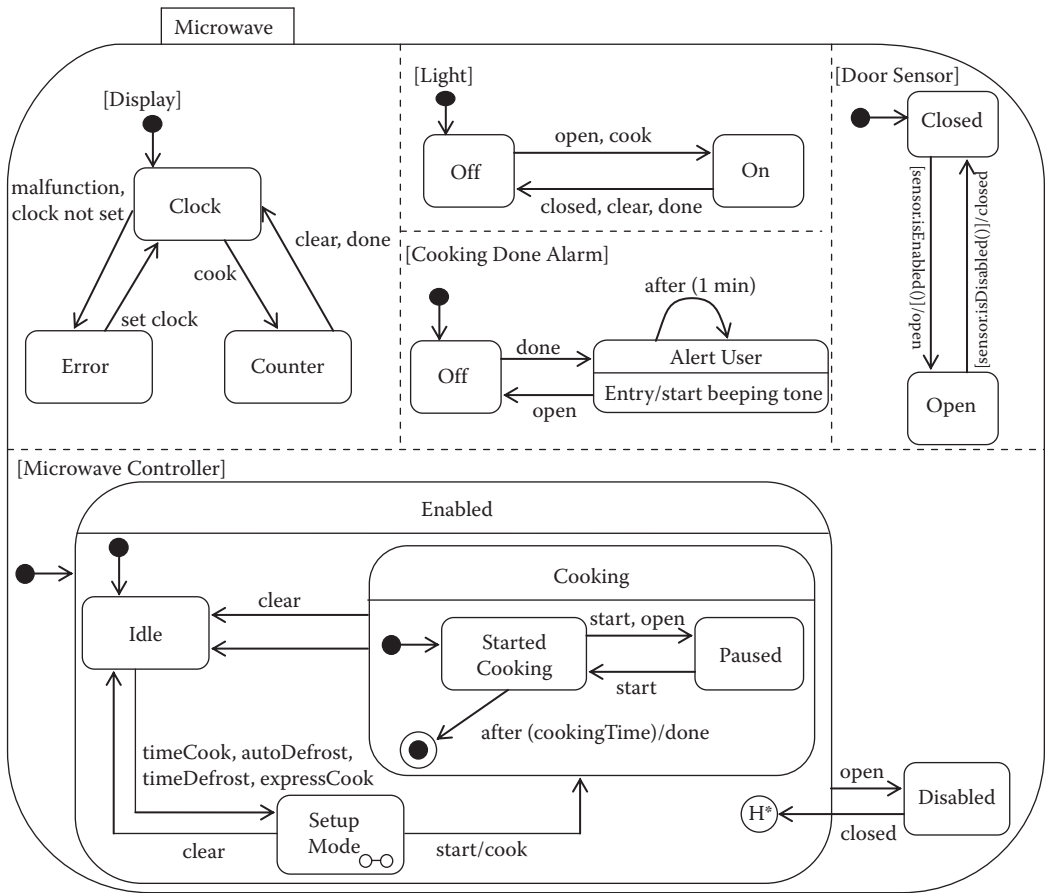 Microwave
[Display]
Clock
malfunction,
clock not set
clear, done
cook
set clock
Error
Counter
[Light]
Off
open, cook
On
closed, clear, done
[Cooking Done Alarm]
after (1 min)
Off
done
open
Alert User
Entry/start beeping tone
[Door Sensor]
Closed
[sensor.isEnabled()]/open
[sensor.isDisabled()]/closed
Open
[Microwave Controller]
Enabled
Idle
clear
Cooking
Started
Cooking
start, open
Paused
start
after (cookingTime)/done
timeCook, autoDefrost,
timeDefrost, expressCook
Setup
Mode
clear
start/cook
H*
open
closed
Disabled